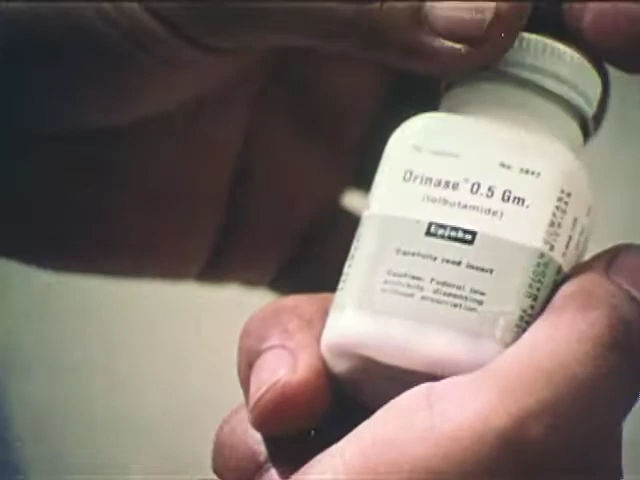 Orinase 0.5 Gm.
(tolbutamide)
Upjohn
Carefully read insert
Caution: Federal law
prohibits dispensing
without prescription.